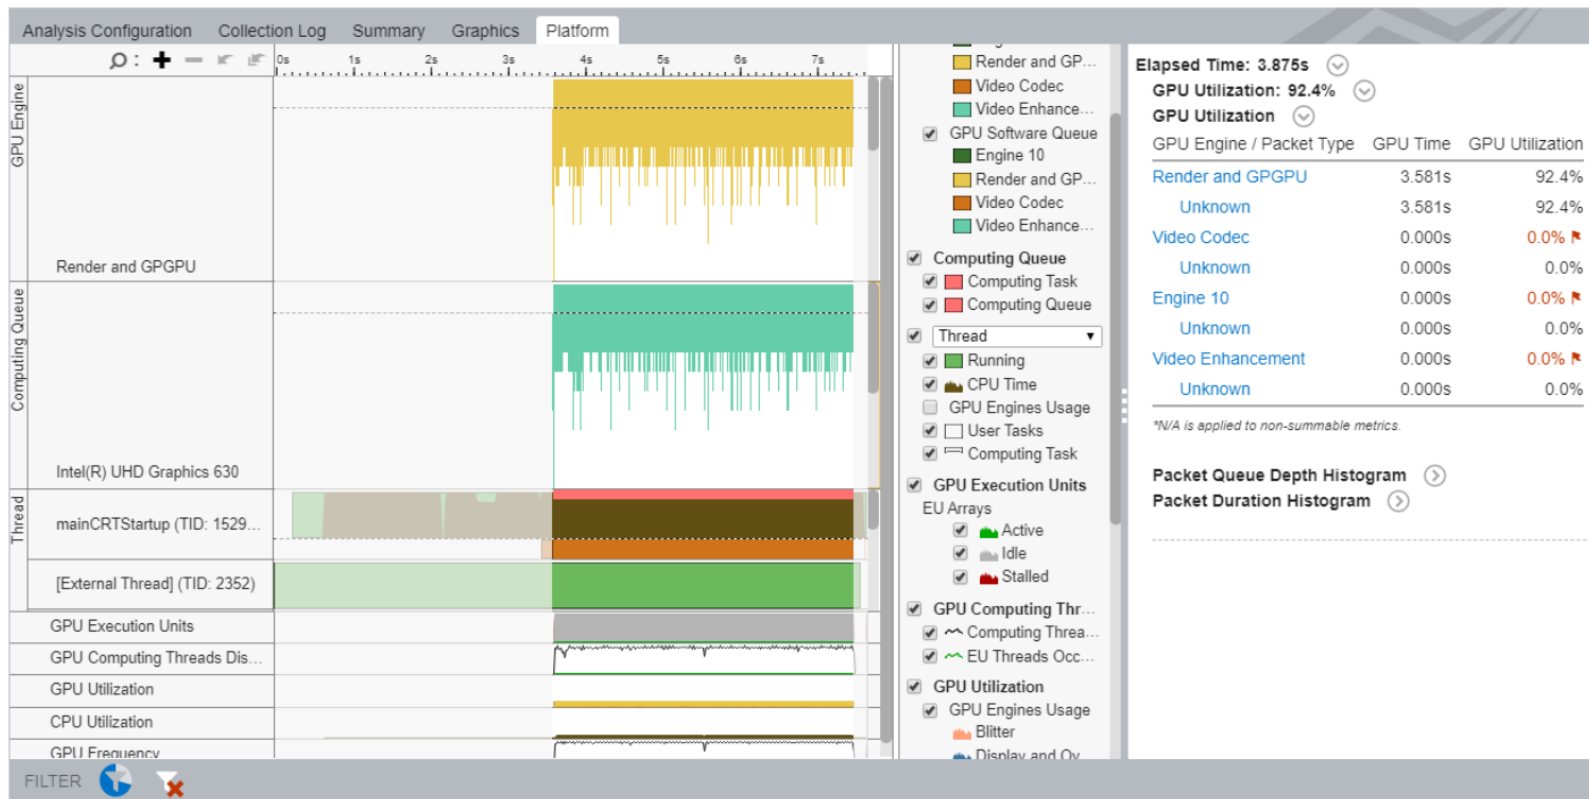 Analysis Configuration Collection Log Summary Graphics Platform
0s 1s 2s 3s 4s 5s 6s 7s
GPU Engine
Render and GPGPU
Computing Queue
Intel(R) UHD Graphics 630
Thread
mainCRTStartup (TID: 1529...
[External Thread] (TID: 2352)
GPU Execution Units
GPU Computing Threads Dis...
GPU Utilization
CPU Utilization
GPU Frequency
Render and GP...
Video Codec
Video Enhance...
GPU Software Queue
Engine 10
Render and GP...
Video Codec
Video Enhance...
Computing Queue
Computing Task
Computing Queue
Thread
Running
CPU Time
GPU Engines Usage
User Tasks
Computing Task
GPU Execution Units
EU Arrays
Active
Idle
Stalled
GPU Computing Thr...
Computing Threa...
EU Threads Occ...
GPU Utilization
GPU Engines Usage
Blitter
Display and Ov...
Elapsed Time: 3.875s
GPU Utilization: 92.4%
GPU Utilization
GPU Engine / Packet Type GPU Time GPU Utilization
Render and GPGPU 3.581s 92.4%
Unknown 3.581s 92.4%
Video Codec 0.000s 0.0%
Unknown 0.000s 0.0%
Engine 10 0.000s 0.0%
Unknown 0.000s 0.0%
Video Enhancement 0.000s 0.0%
Unknown 0.000s 0.0%
*N/A is applied to non-summable metrics.
Packet Queue Depth Histogram
Packet Duration Histogram
FILTER